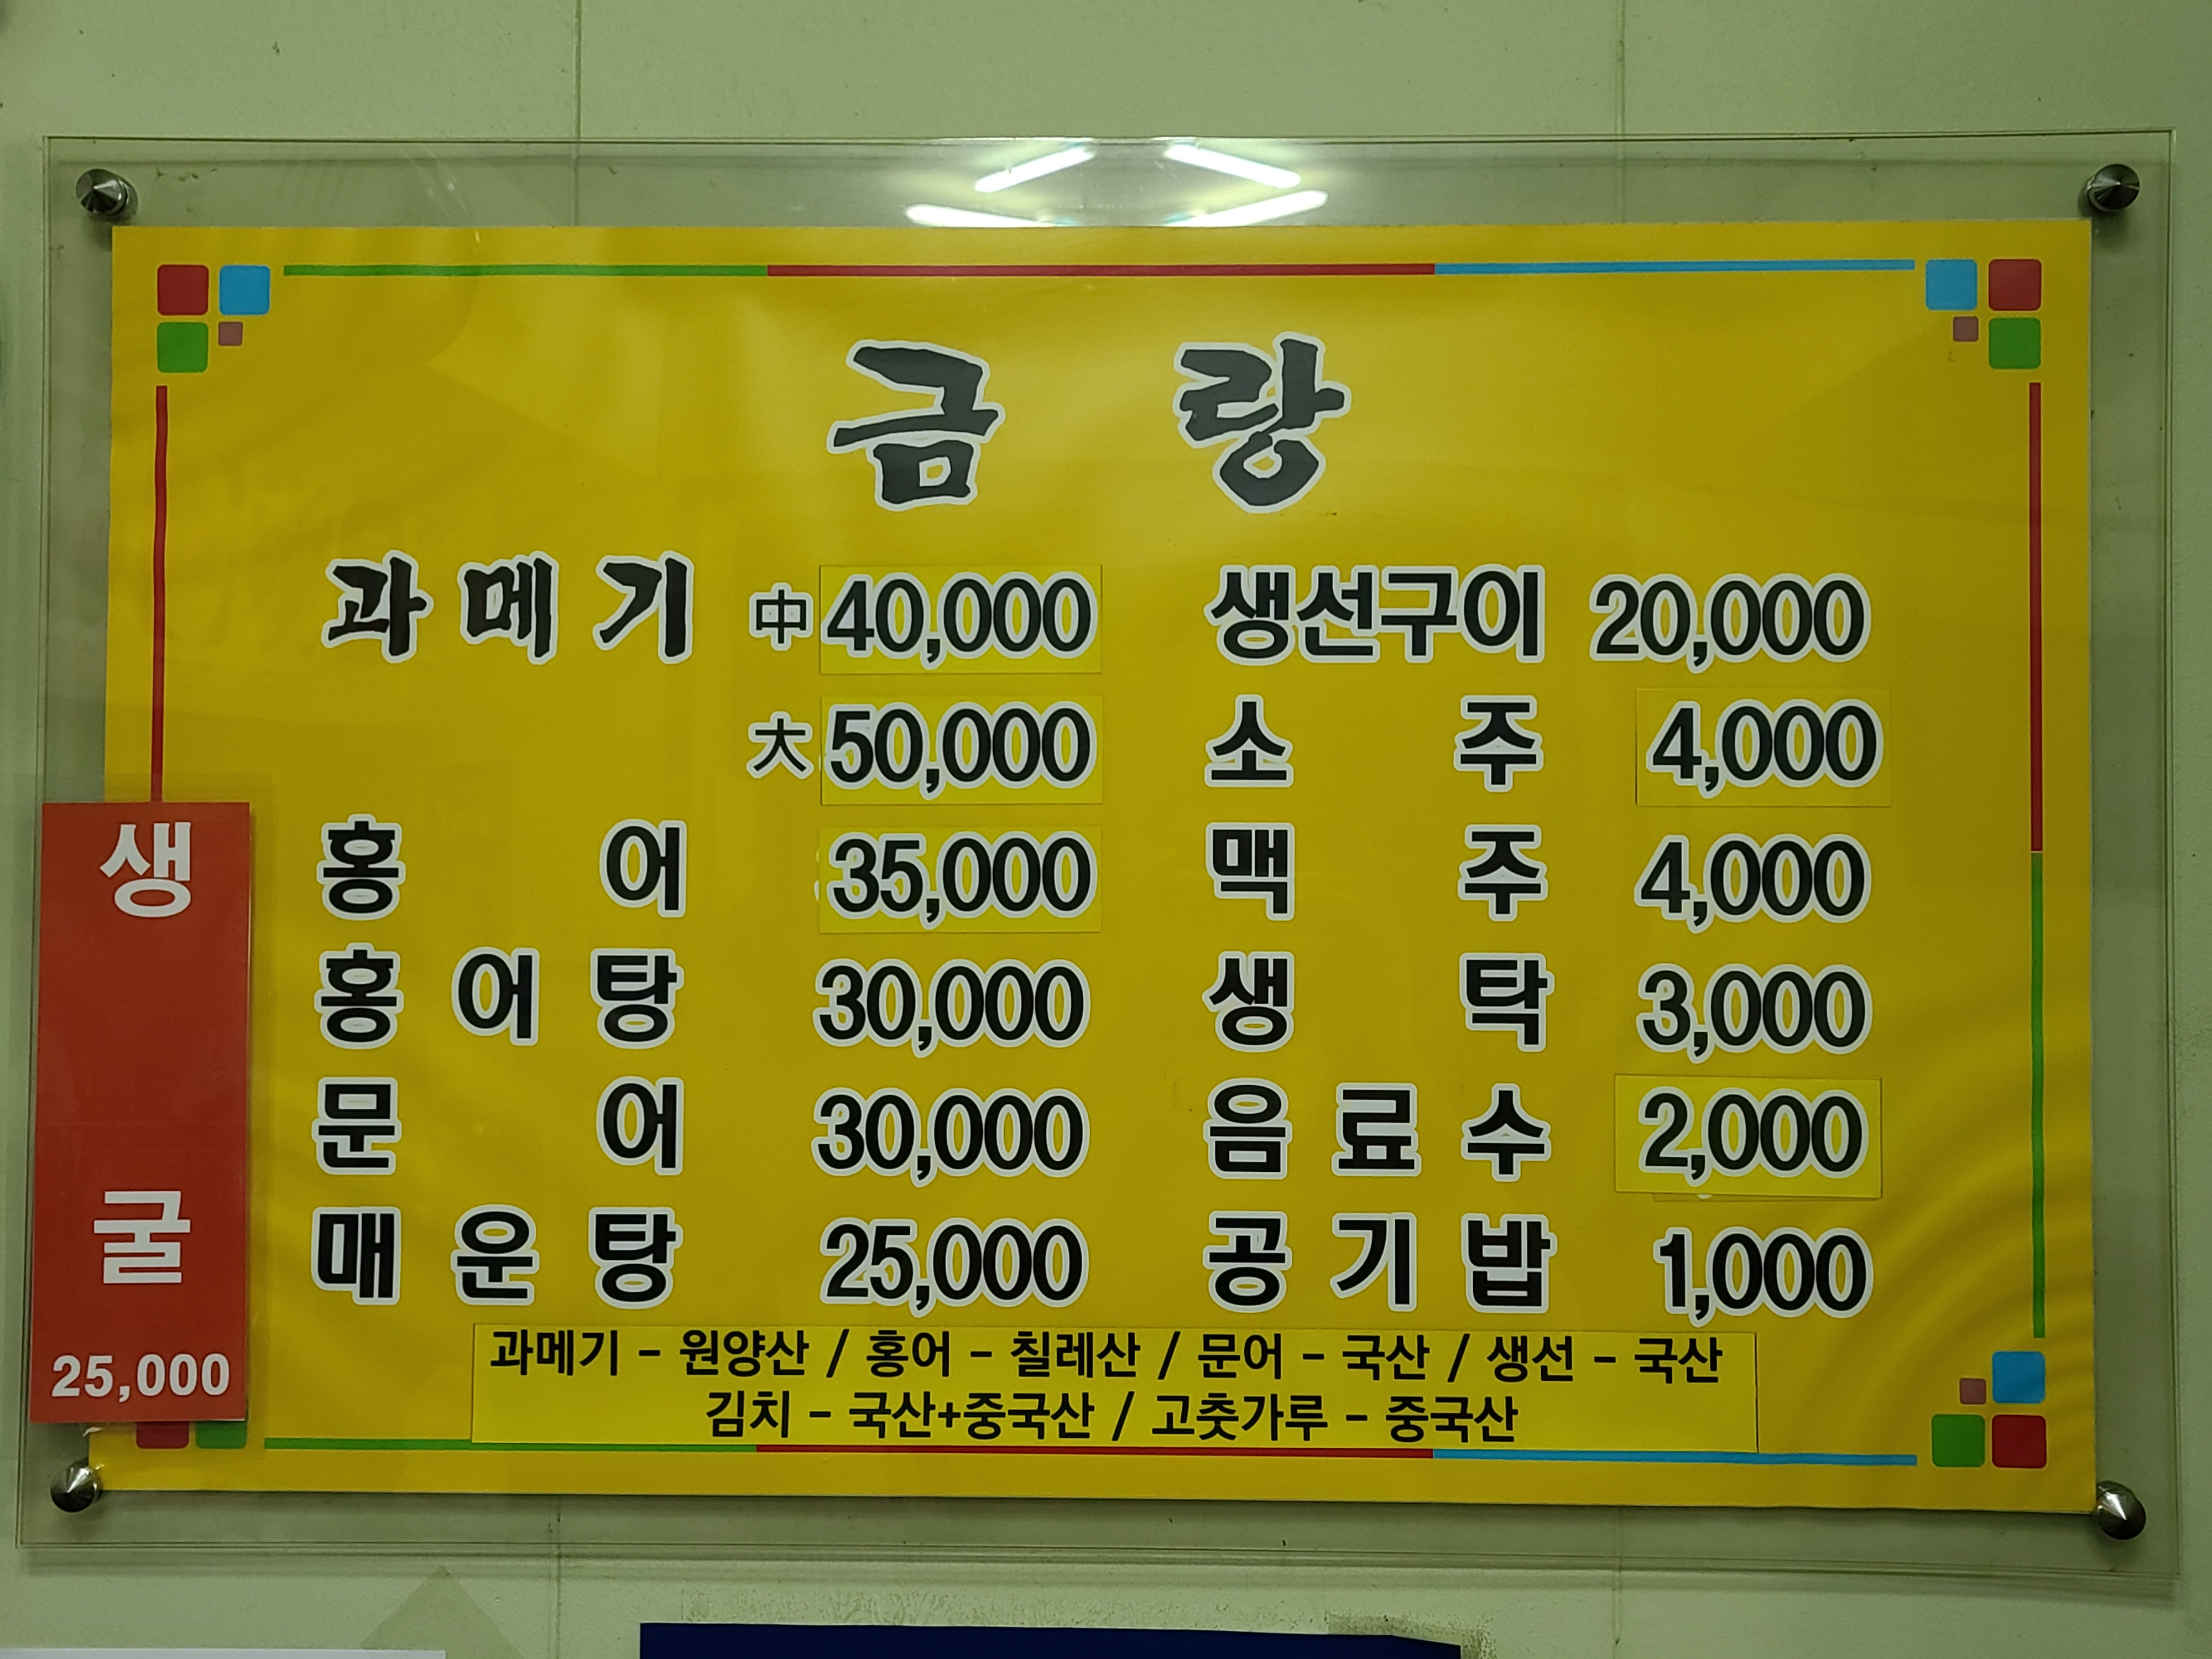 금 랑
과메기 中 40,000
大 50,000
홍어 35,000
홍어탕 30,000
문어 30,000
매운탕 25,000
생선구이 20,000
소주 4,000
맥주 4,000
생탁 3,000
음료수 2,000
공기밥 1,000
생굴
25,000
과메기 - 원양산 / 홍어 - 칠레산 / 문어 - 국산 / 생선 - 국산
김치 - 국산+중국산 / 고춧가루 - 중국산